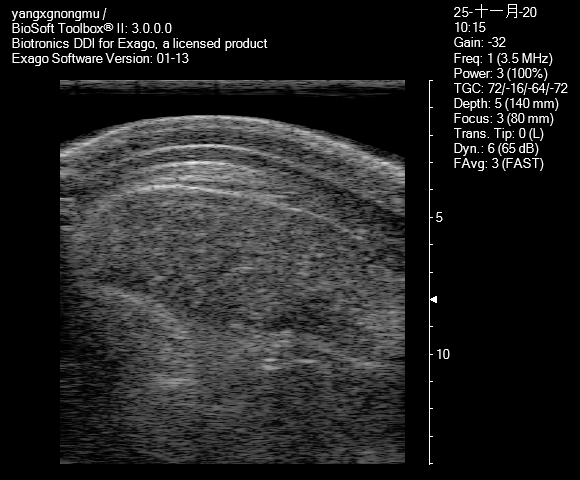 yangxgnongmu /
BioSoft Toolbox® II: 3.0.0.0
Biotronics DDI for Exago, a licensed product
Exago Software Version: 01-13
25-十一月-20
10:15
Gain: -32
Freq: 1 (3.5 MHz)
Power: 3 (100%)
TGC: 72/-16/-64/-72
Depth: 5 (140 mm)
Focus: 3 (80 mm)
Trans. Tip: 0 (L)
Dyn.: 6 (65 dB)
FAvg: 3 (FAST)
5
10